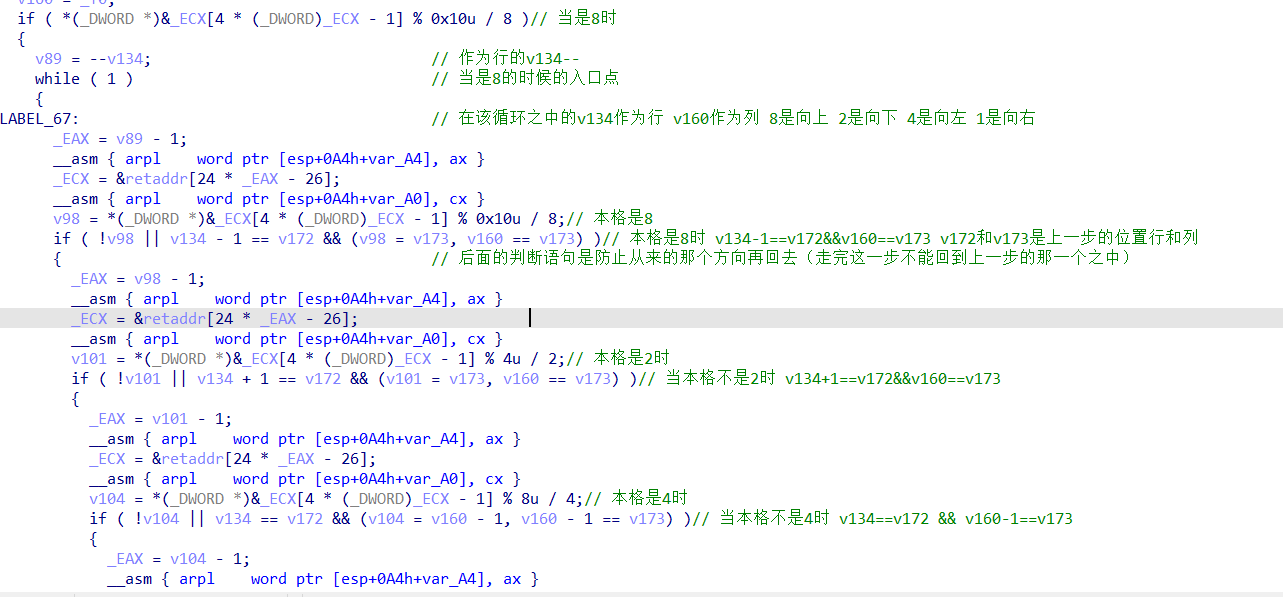 if ( *(_DWORD *)&_ECX[4 * (_DWORD)_ECX - 1] % 0x10u / 8 )// 当是8时
{
v89 = --v134; // 作为行的v134--
while ( 1 ) // 当是8的时候的入口点
{
LABEL_67: // 在该循环之中的v134作为行 v160作为列 8是向上 2是向下 4是向左 1是向右
_EAX = v89 - 1;
__asm { arpl word ptr [esp+0A4h+var_A4], ax }
_ECX = &retaddr[24 * _EAX - 26];
__asm { arpl word ptr [esp+0A4h+var_A0], cx }
v98 = *(_DWORD *)&_ECX[4 * (_DWORD)_ECX - 1] % 0x10u / 8;// 本格是8
if ( !v98 || v134 - 1 == v172 && (v98 = v173, v160 == v173) )// 本格是8时 v134-1==v172&&v160==v173 v172和v173是上一步的位置行和列
{ // 后面的判断语句是防止从来的那个方向再回去（走完这一步不能回到上一步的那一个之中）
_EAX = v98 - 1;
__asm { arpl word ptr [esp+0A4h+var_A4], ax }
_ECX = &retaddr[24 * _EAX - 26];
__asm { arpl word ptr [esp+0A4h+var_A0], cx }
v101 = *(_DWORD *)&_ECX[4 * (_DWORD)_ECX - 1] % 4u / 2;// 本格是2时
if ( !v101 || v134 + 1 == v172 && (v101 = v173, v160 == v173) )// 当本格不是2时 v134+1==v172&&v160==v173
{
_EAX = v101 - 1;
__asm { arpl word ptr [esp+0A4h+var_A4], ax }
_ECX = &retaddr[24 * _EAX - 26];
__asm { arpl word ptr [esp+0A4h+var_A0], cx }
v104 = *(_DWORD *)&_ECX[4 * (_DWORD)_ECX - 1] % 8u / 4;// 本格是4时
if ( !v104 || v134 == v172 && (v104 = v160 - 1, v160 - 1 == v173) )// 当本格不是4时 v134==v172 && v160-1==v173
{
_EAX = v104 - 1;
__asm { arpl word ptr [esp+0A4h+var_A4], ax }